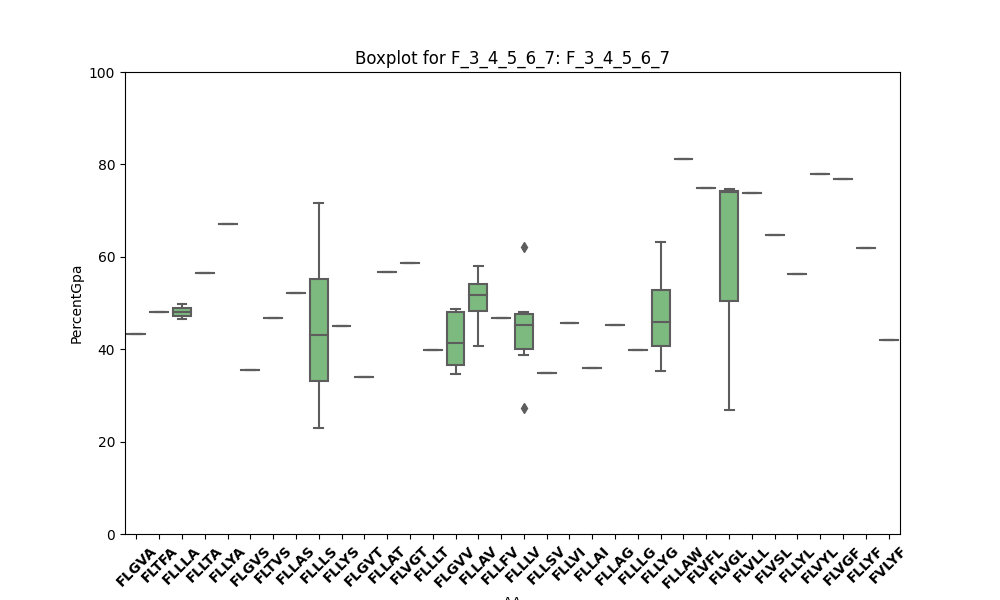 Boxplot for F_3_4_5_6_7: F_3_4_5_6_7
PercentGpa
100
80
60
40
20
0
FLGVA
FLTFA
FLLLA
FLLTA
FLLYA
FLGVS
FLTVS
FLLAS
FLLLS
FLLYS
FLGVT
FLLAT
FLVGT
FLLLT
FLGVV
FLLAV
FLLFV
FLLLV
FLLSV
FLLVI
FLLAI
FLLAG
FLLLG
FLLYG
FLLAW
FLVFL
FLVGL
FLVLL
FLVSL
FLLYL
FLVYL
FLVGF
FLLYF
FVLYF